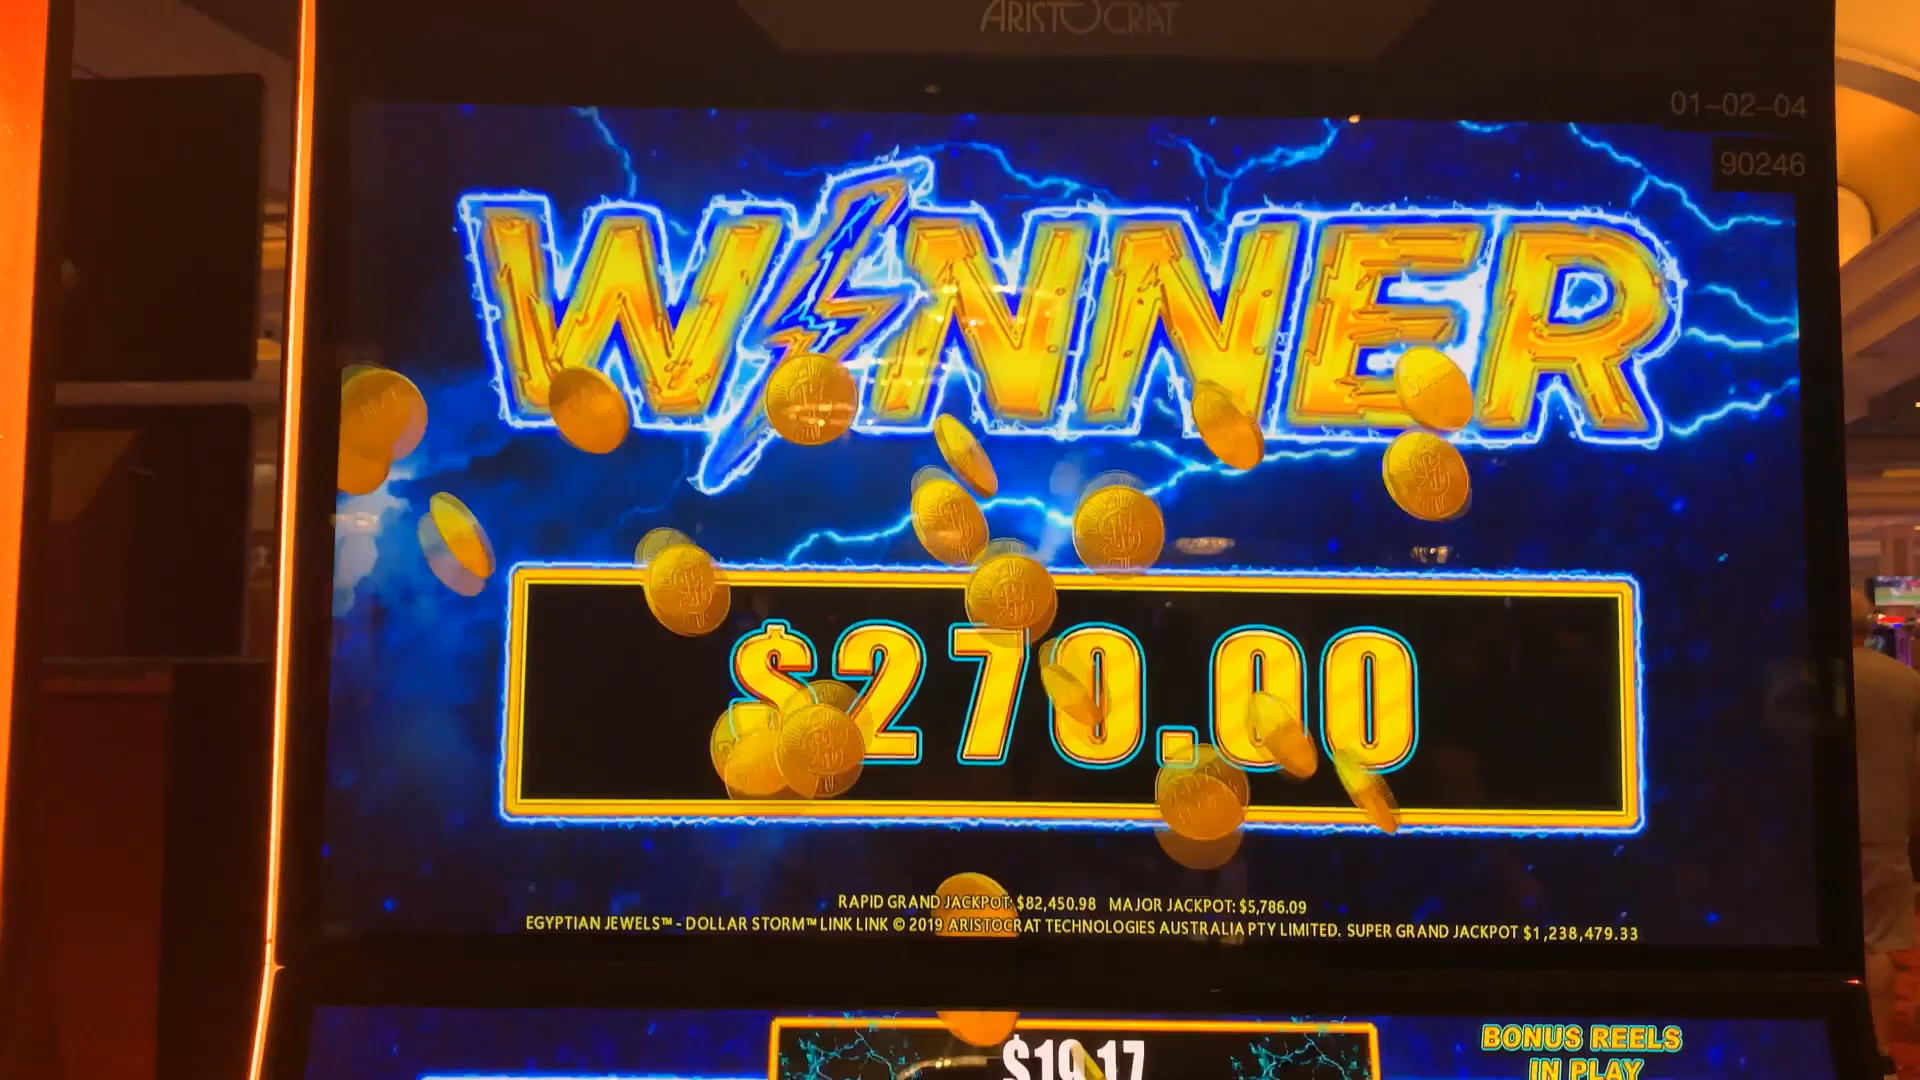 ARISTOCRAT
01-02-04
90246
WINNER
$270.00
RAPID GRAND JACKPOT: $82,450.98 MAJOR JACKPOT: $5,786.09
EGYPTIAN JEWELS™ - DOLLAR STORM™ LINK LINK © 2019 ARISTOCRAT TECHNOLOGIES AUSTRALIA PTY LIMITED. SUPER GRAND JACKPOT $1,238,479.33
$19.17
BONUS REELS
IN PLAY